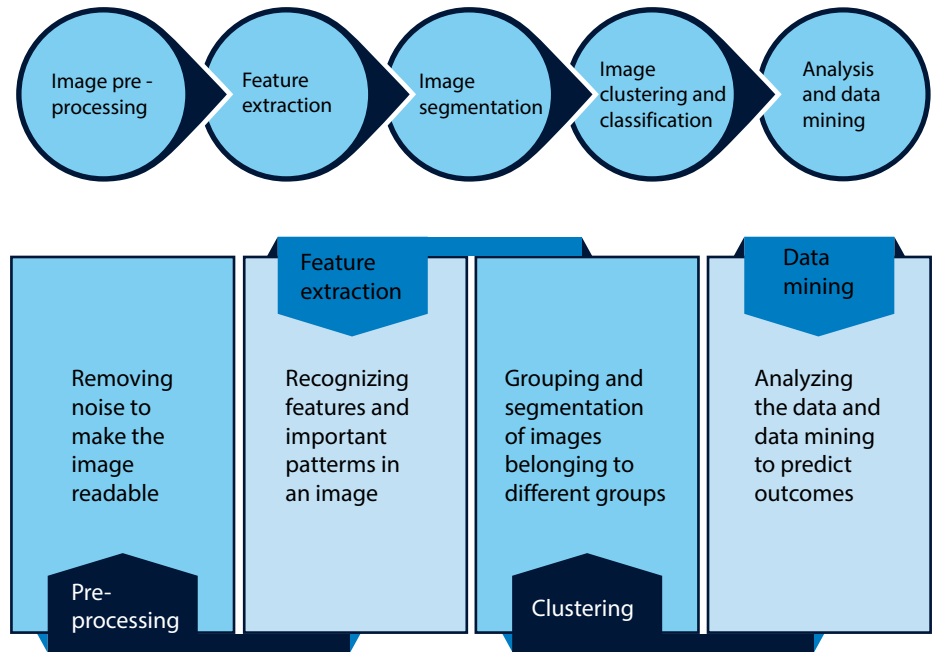 Image pre -
processing
Feature
extraction
Image
segmentation
Image
clustering and
classification
Analysis
and data
mining
Feature
extraction
Data
mining
Removing
noise to
make the
image
readable
Recognizing
features and
important
patterms in
an image
Grouping and
segmentation
of images
belonging to
different groups
Analyzing
the data and
data mining
to predict
outcomes
Pre-
processing
Clustering